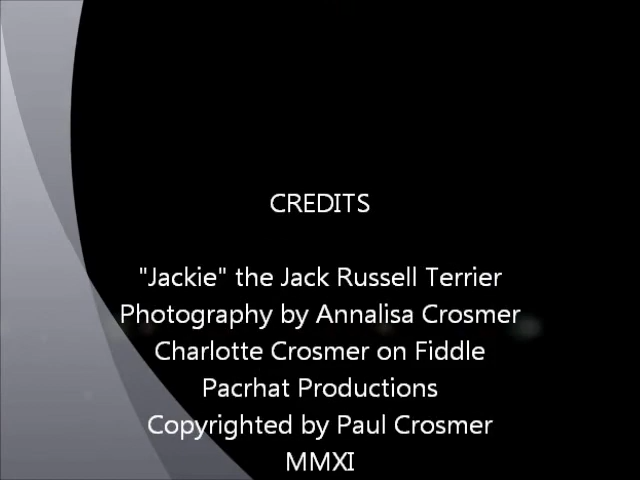 CREDITS
"Jackie" the Jack Russell Terrier
Photography by Annalisa Crosmer
Charlotte Crosmer on Fiddle
Pacrhat Productions
Copyrighted by Paul Crosmer
MMXI